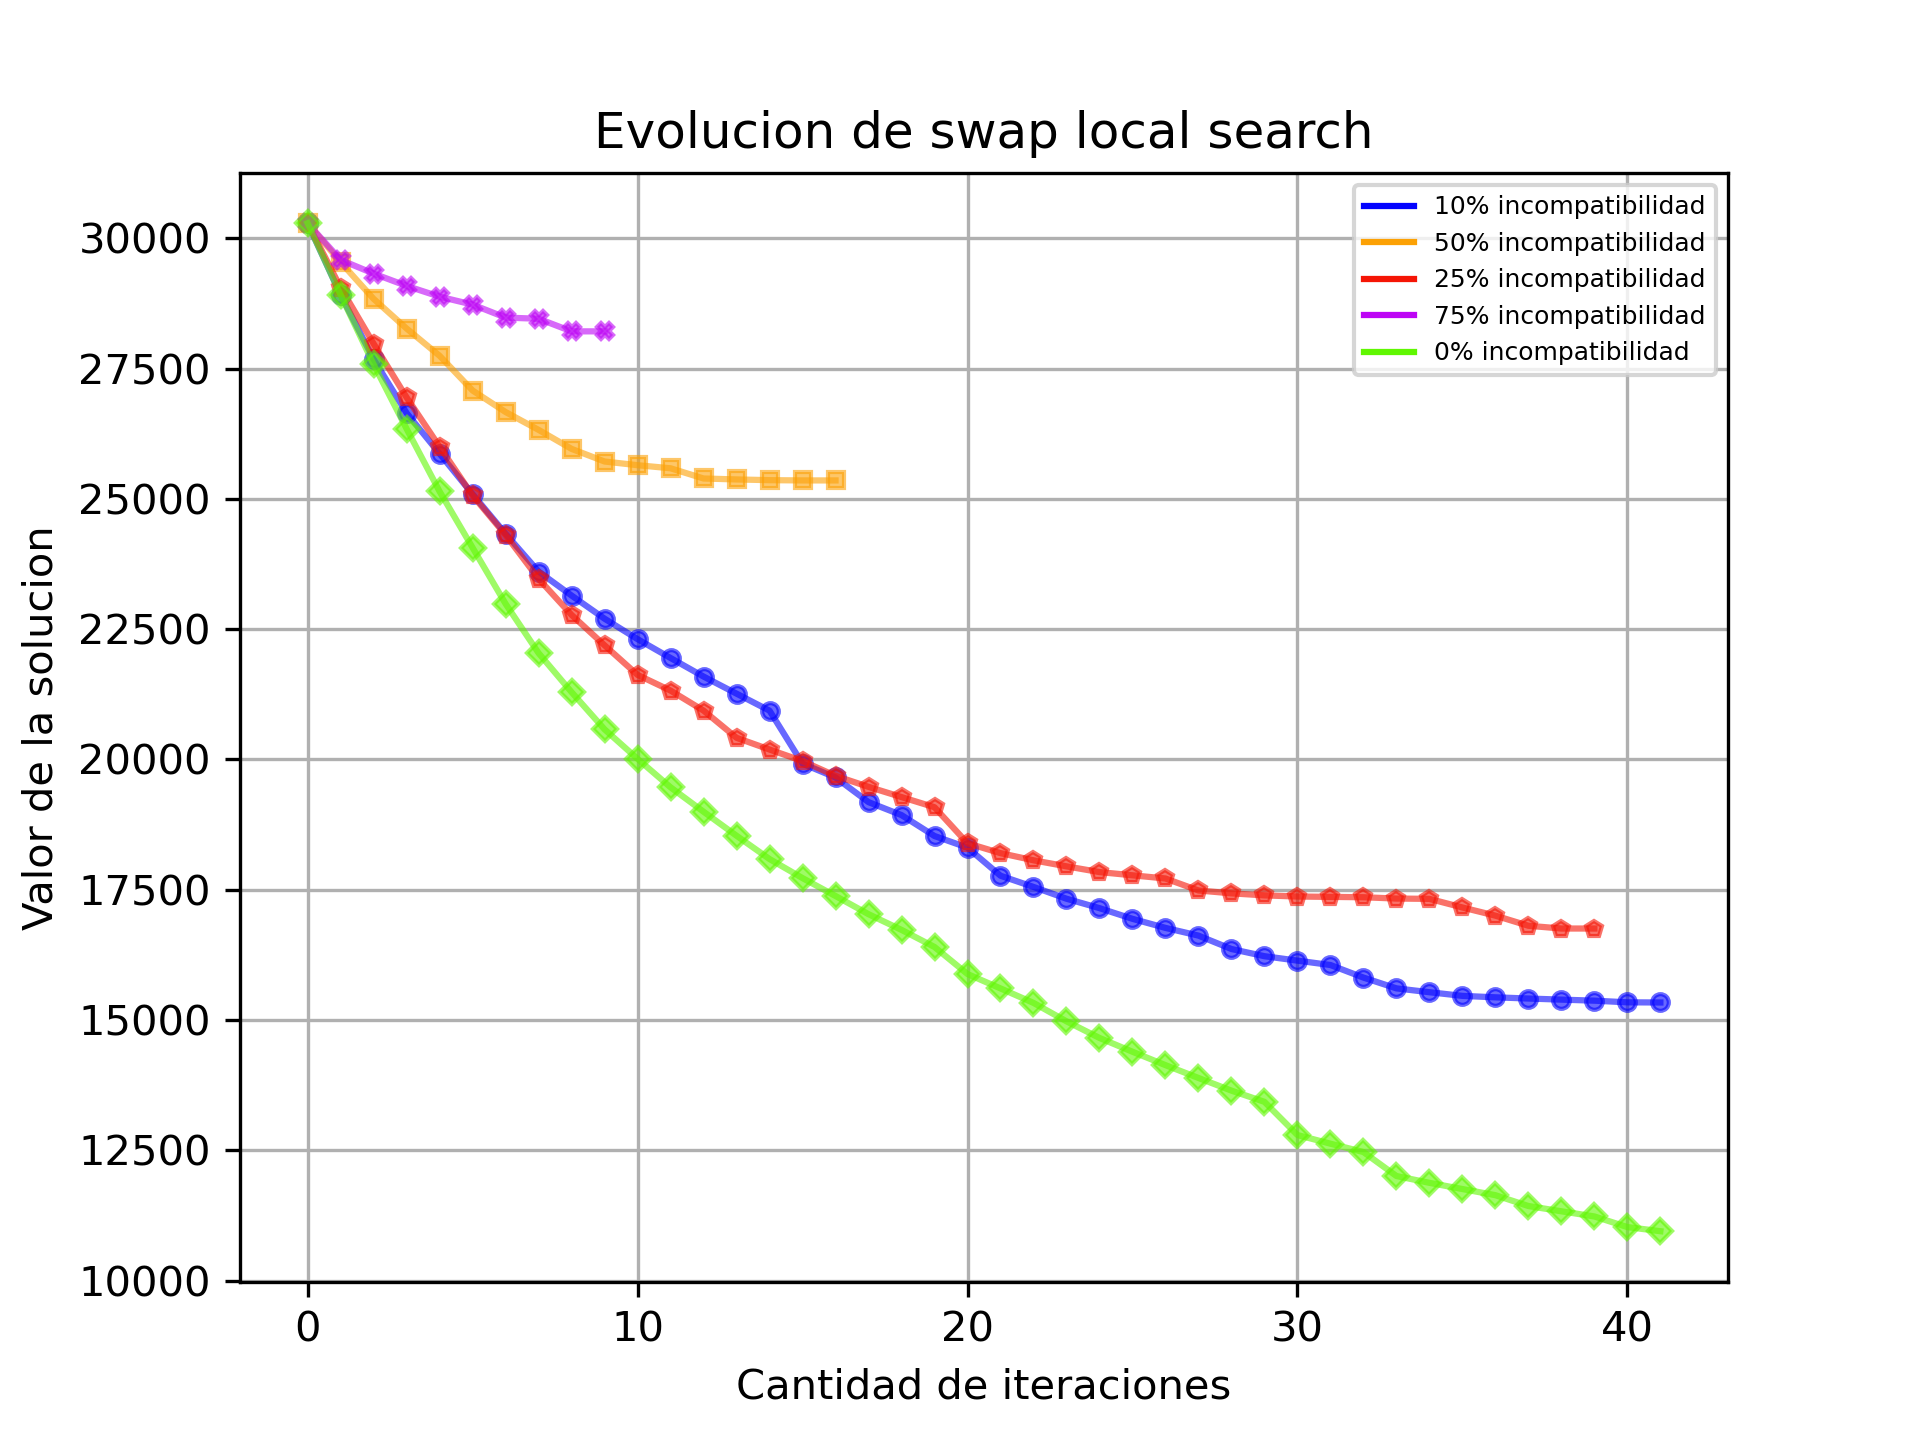 Evolucion de swap local search
10% incompatibilidad
50% incompatibilidad
25% incompatibilidad
75% incompatibilidad
0% incompatibilidad
Valor de la solucion
30000
27500
25000
22500
20000
17500
15000
12500
10000
0 10 20 30 40
Cantidad de iteraciones